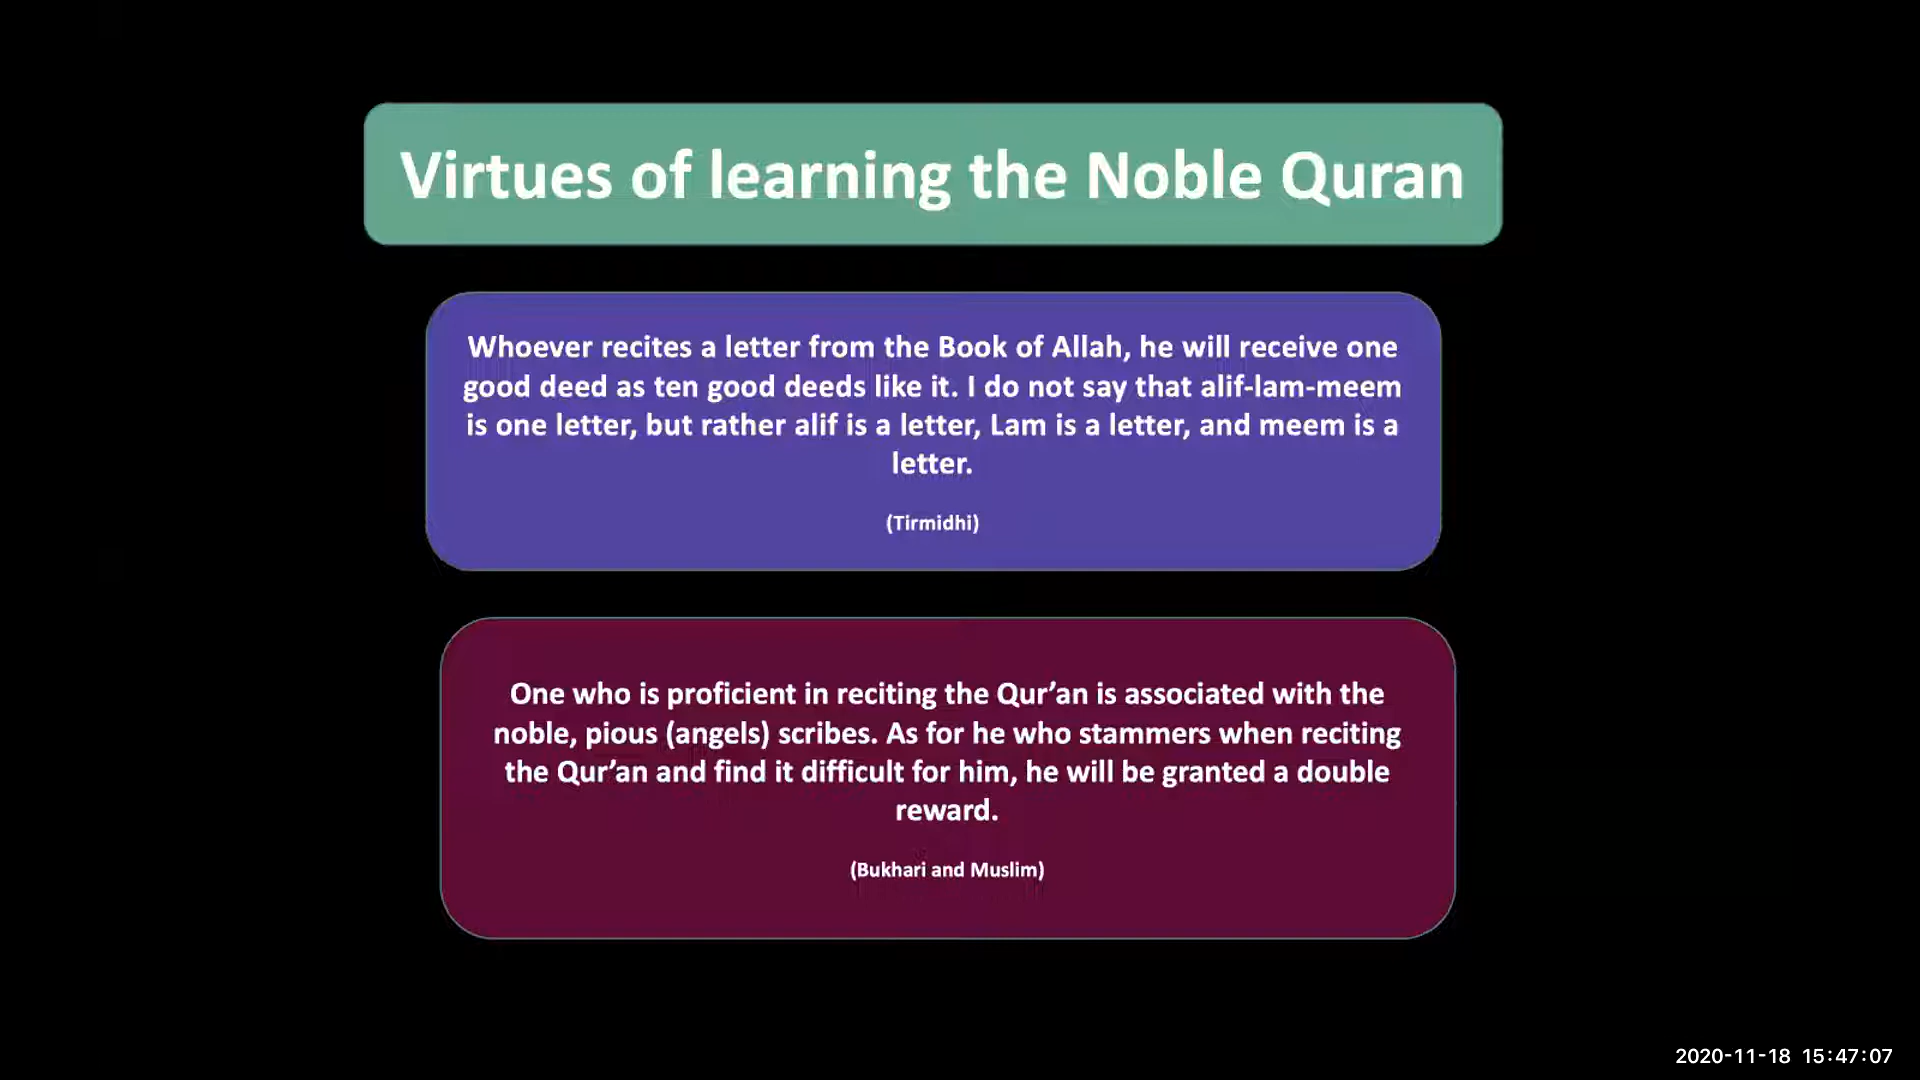 Virtues of learning the Noble Quran
Whoever recites a letter from the Book of Allah, he will receive one
good deed as ten good deeds like it. I do not say that alif-lam-meem
is one letter, but rather alif is a letter, Lam is a letter, and meem is a
letter.
(Tirmidhi)
One who is proficient in reciting the Qur’an is associated with the
noble, pious (angels) scribes. As for he who stammers when reciting
the Qur’an and find it difficult for him, he will be granted a double
reward.
(Bukhari and Muslim)
2020-11-18 15:47:07